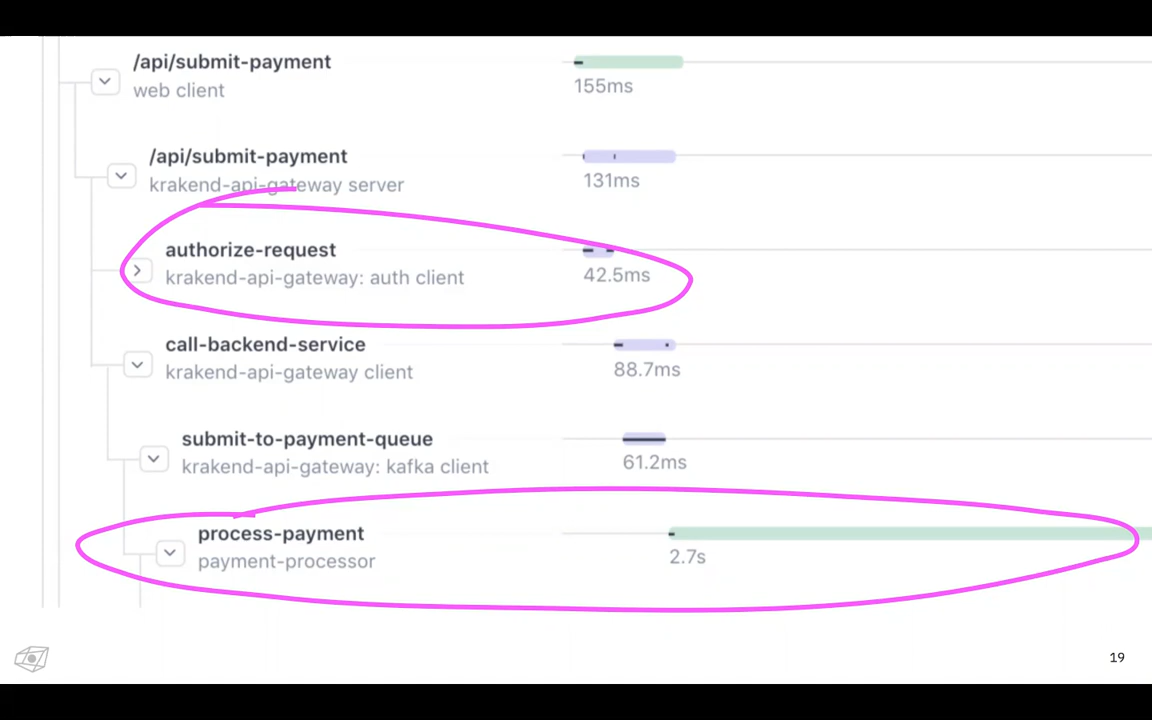 /api/submit-payment
web client
155ms
/api/submit-payment
krakend-api-gateway server
131ms
authorize-request
krakend-api-gateway: auth client
42.5ms
call-backend-service
krakend-api-gateway client
88.7ms
submit-to-payment-queue
krakend-api-gateway: kafka client
61.2ms
process-payment
payment-processor
2.7s
19